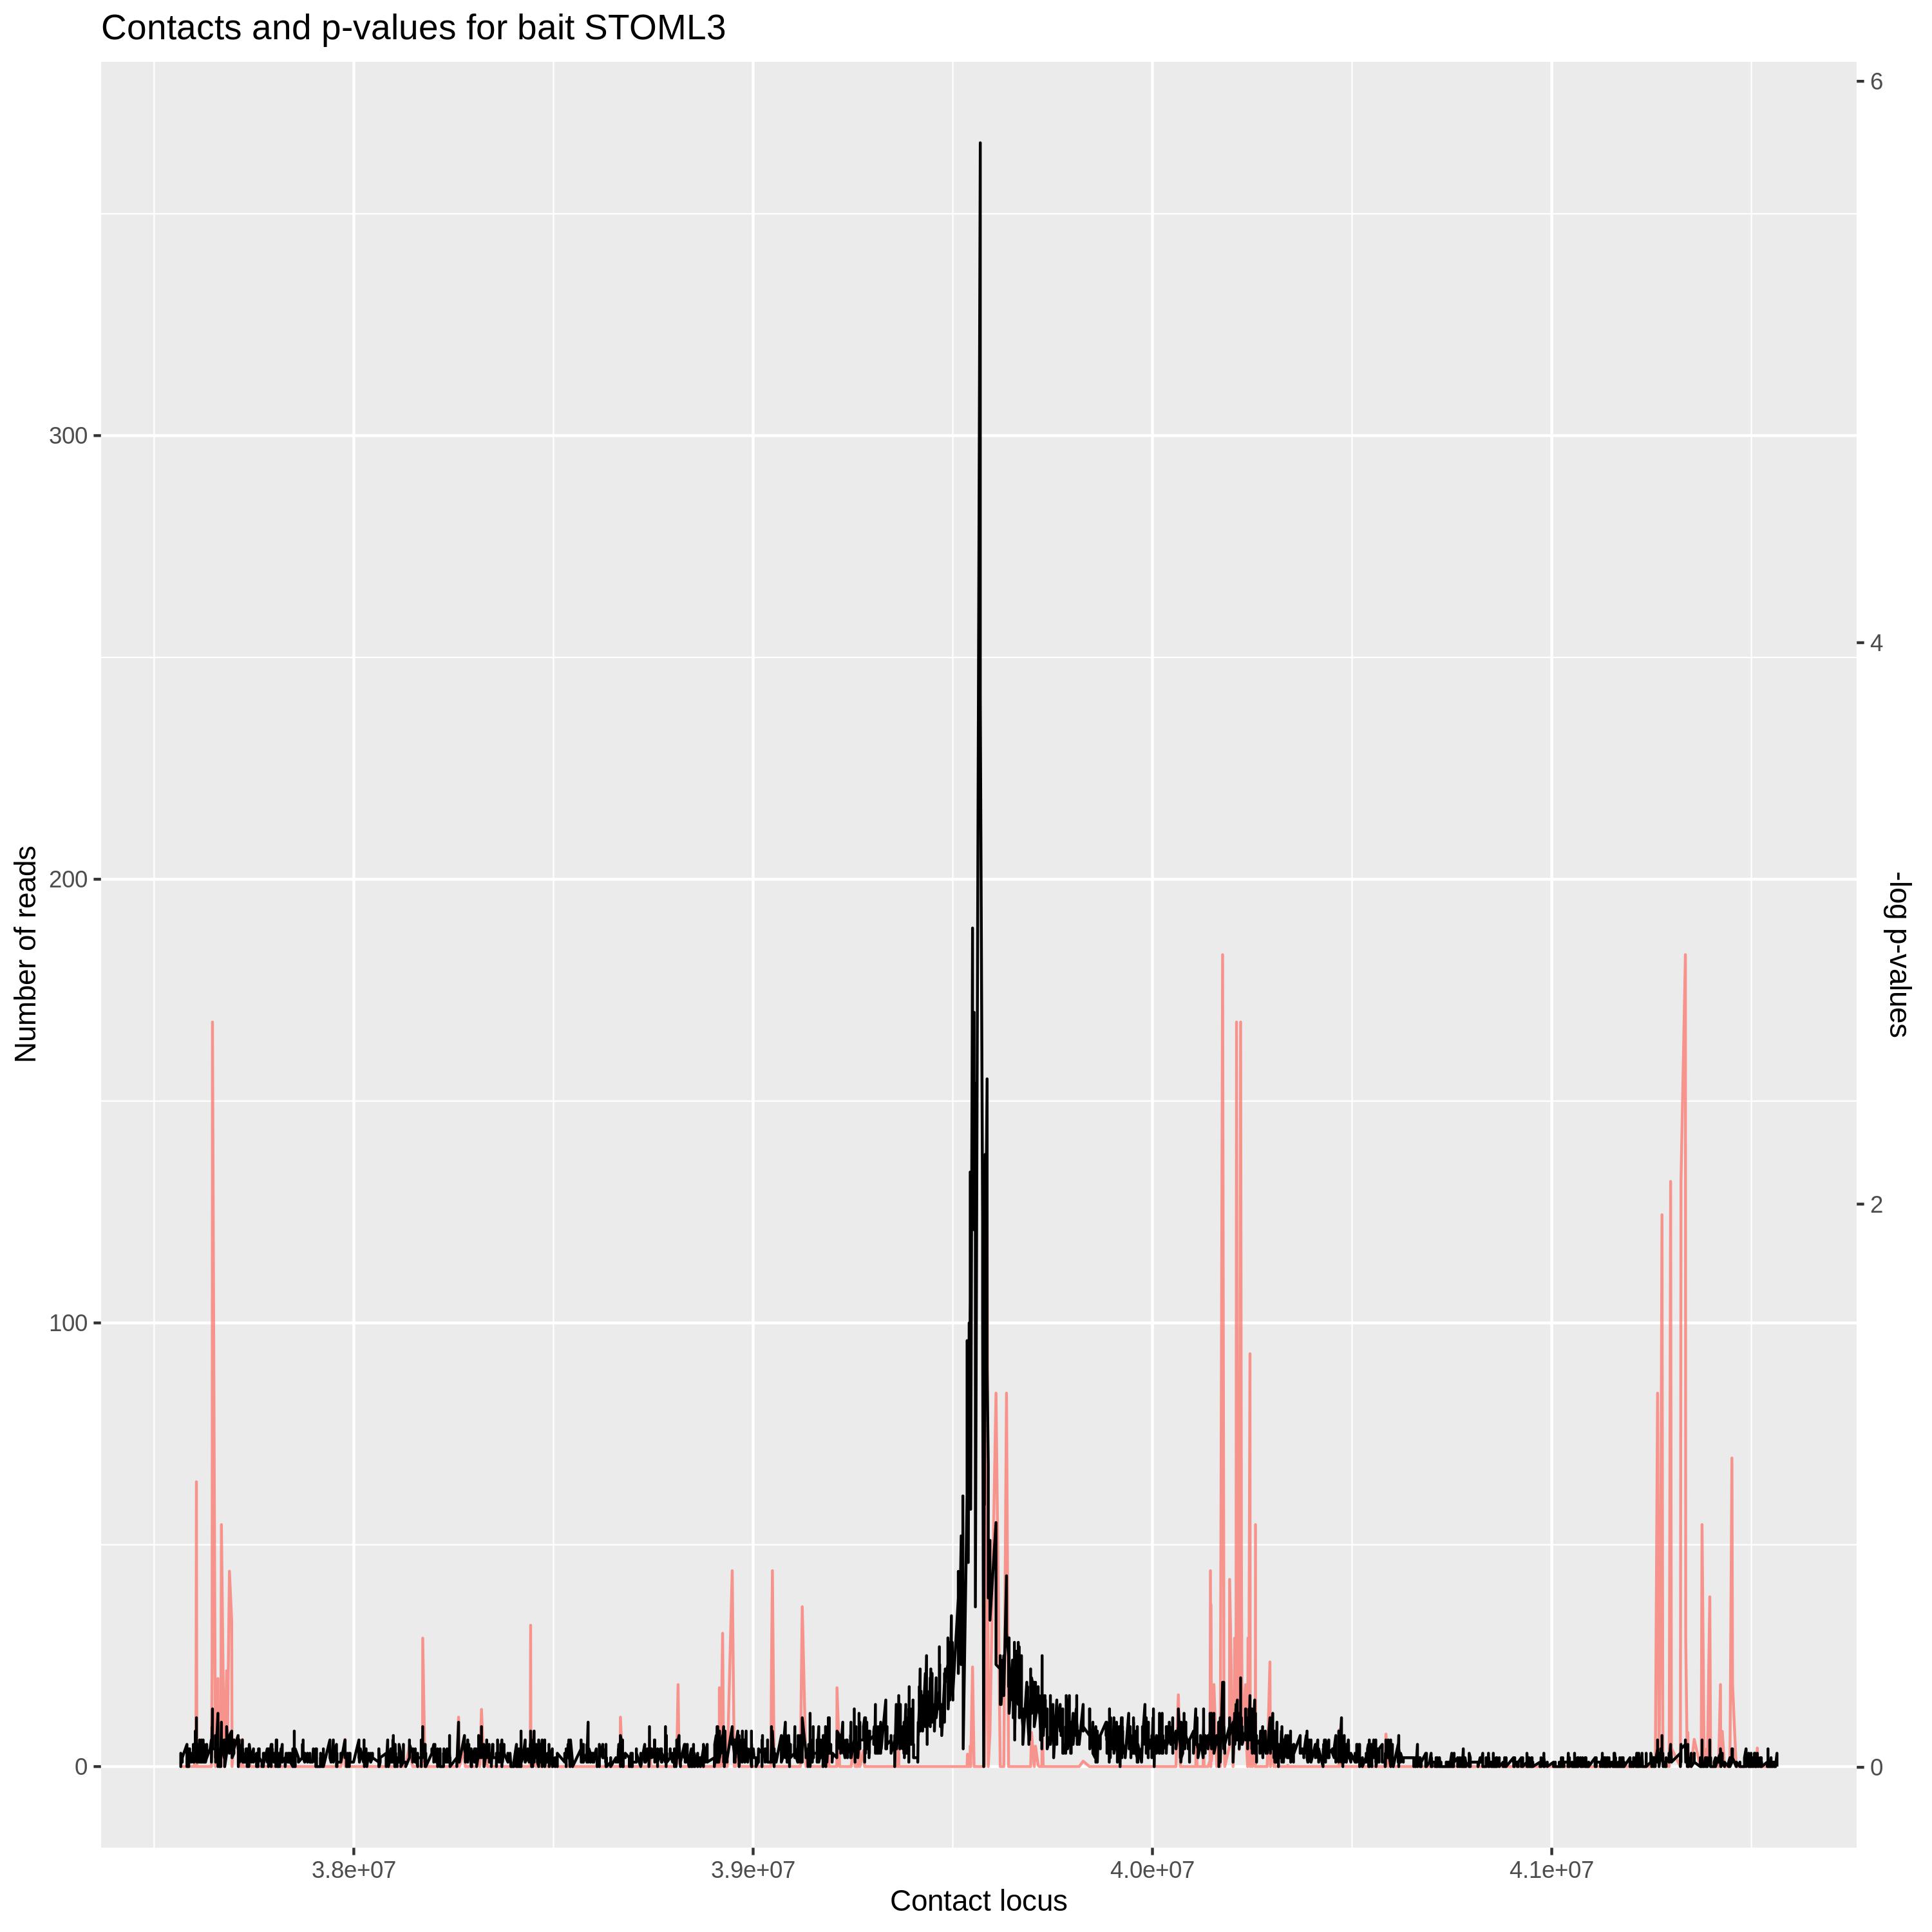 Contacts and p-values for bait STOML3
Number of reads
300
200
100
0
6
4
2
0
-log p-values
3.8e+07
3.9e+07
4.0e+07
4.1e+07
Contact locus